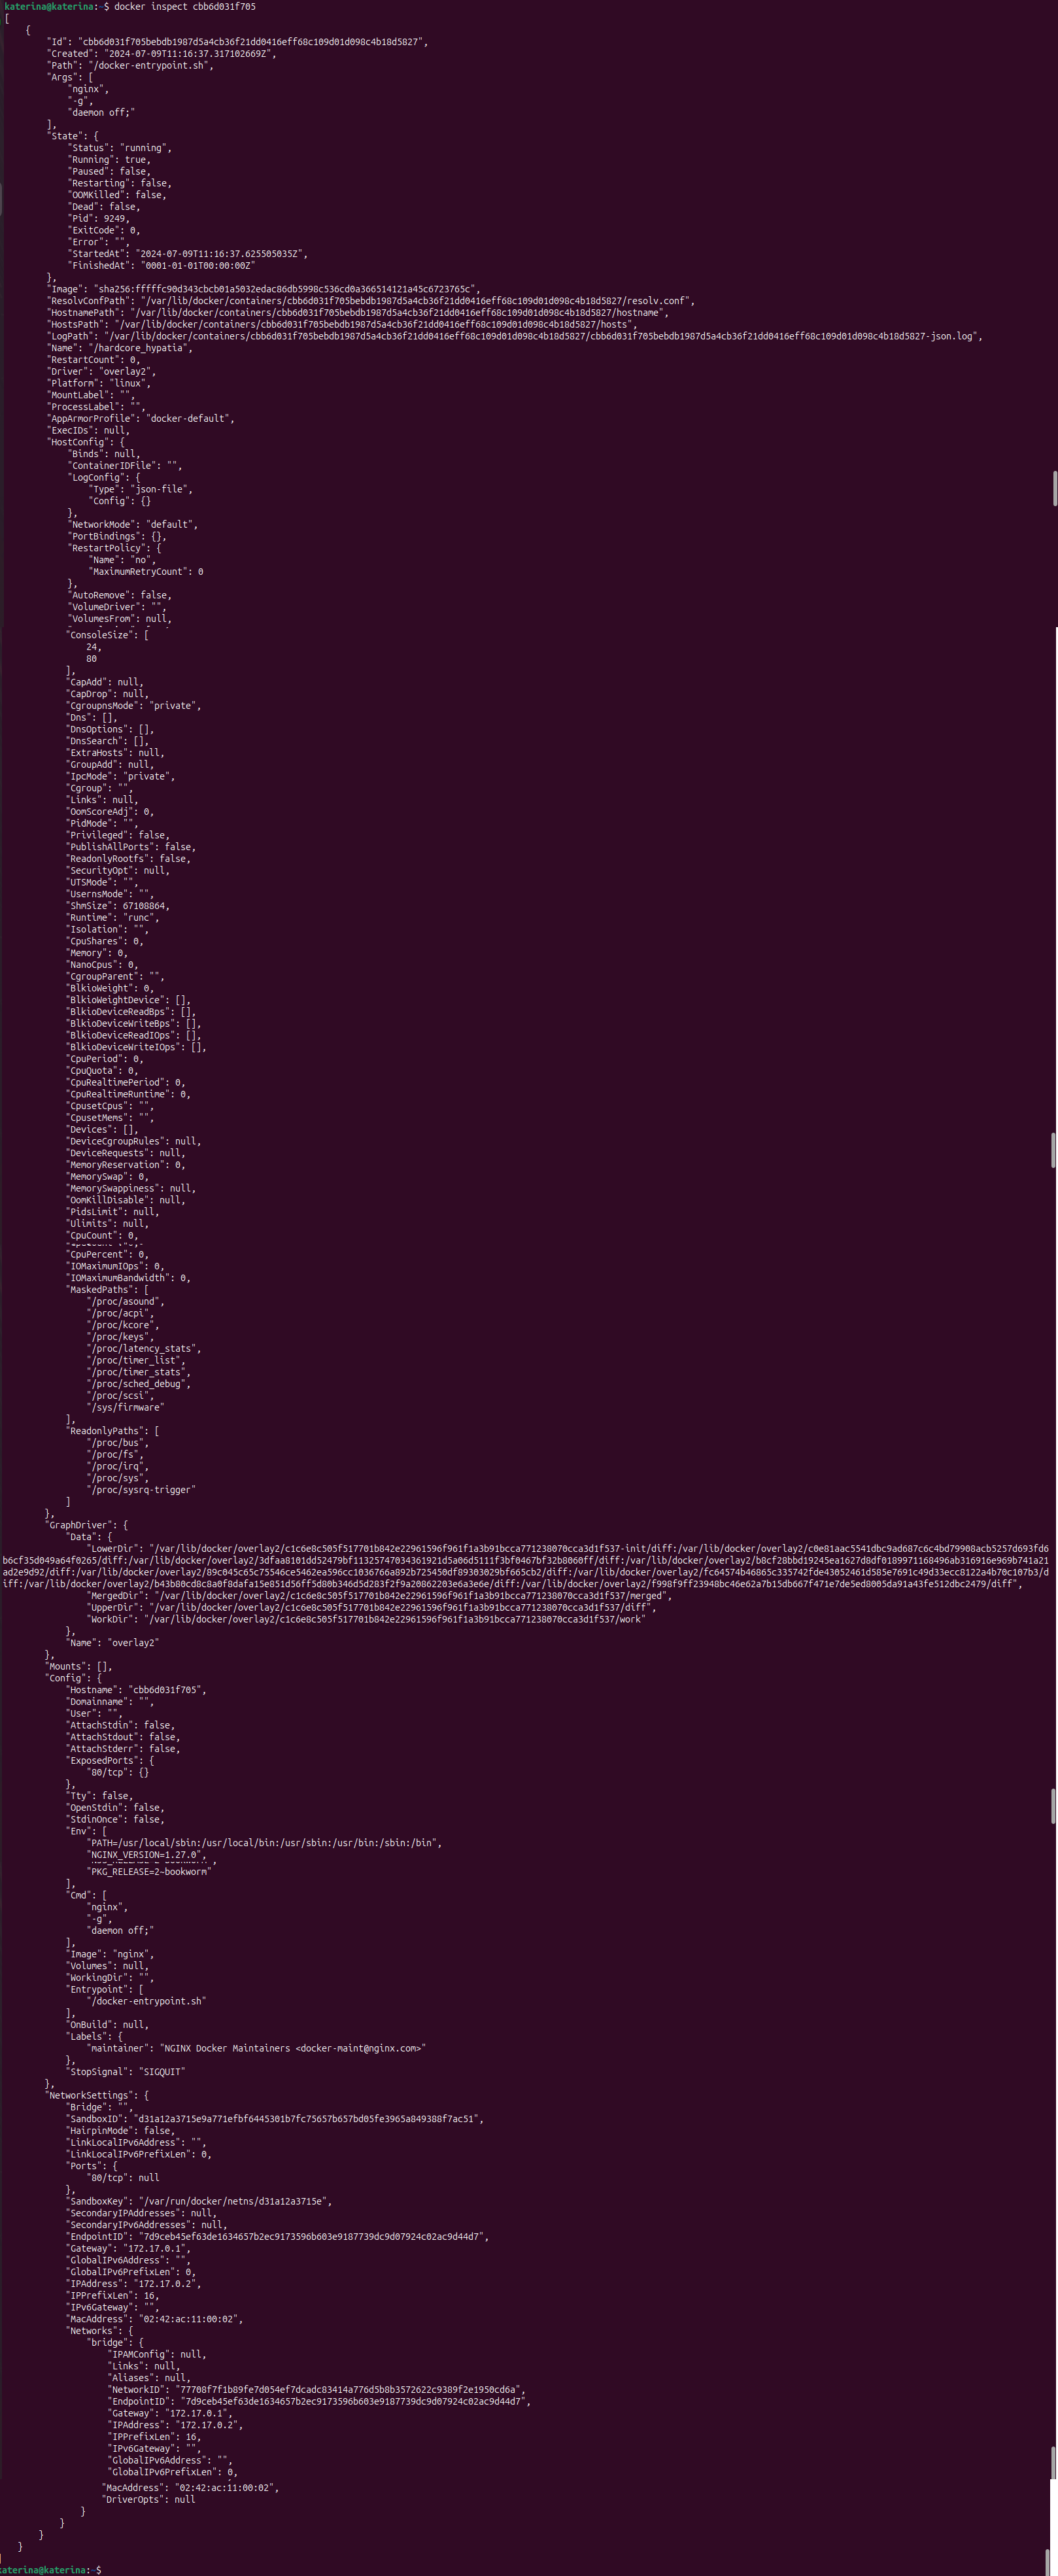 katerina@katerina:~$ docker inspect cbb6d031f705
[
    {
        "Id": "cbb6d031f705bebdb1987d5a4cb36f21dd0416eff68c109d01d098c4b18d5827",
        "Created": "2024-07-09T11:16:37.317102669Z",
        "Path": "/docker-entrypoint.sh",
        "Args": [
            "nginx",
            "-g",
            "daemon off;"
        ],
        "State": {
            "Status": "running",
            "Running": true,
            "Paused": false,
            "Restarting": false,
            "OOMKilled": false,
            "Dead": false,
            "Pid": 9249,
            "ExitCode": 0,
            "Error": "",
            "StartedAt": "2024-07-09T11:16:37.625505035Z",
            "FinishedAt": "0001-01-01T00:00:00Z"
        },
        "Image": "sha256:fffffc90d343cbcb01a5032edac86db5998c536cd0a366514121a45c6723765c",
        "ResolvConfPath": "/var/lib/docker/containers/cbb6d031f705bebdb1987d5a4cb36f21dd0416eff68c109d01d098c4b18d5827/resolv.conf",
        "HostnamePath": "/var/lib/docker/containers/cbb6d031f705bebdb1987d5a4cb36f21dd0416eff68c109d01d098c4b18d5827/hostname",
        "HostsPath": "/var/lib/docker/containers/cbb6d031f705bebdb1987d5a4cb36f21dd0416eff68c109d01d098c4b18d5827/hosts",
        "LogPath": "/var/lib/docker/containers/cbb6d031f705bebdb1987d5a4cb36f21dd0416eff68c109d01d098c4b18d5827/cbb6d031f705bebdb1987d5a4cb36f21dd0416eff68c109d01d098c4b18d5827-json.log",
        "Name": "/hardcore_hypatia",
        "RestartCount": 0,
        "Driver": "overlay2",
        "Platform": "linux",
        "MountLabel": "",
        "ProcessLabel": "",
        "AppArmorProfile": "docker-default",
        "ExecIDs": null,
        "HostConfig": {
            "Binds": null,
            "ContainerIDFile": "",
            "LogConfig": {
                "Type": "json-file",
                "Config": {}
            },
            "NetworkMode": "default",
            "PortBindings": {},
            "RestartPolicy": {
                "Name": "no",
                "MaximumRetryCount": 0
            },
            "AutoRemove": false,
            "VolumeDriver": "",
            "VolumesFrom": null,
            "ConsoleSize": [
                24,
                80
            ],
            "CapAdd": null,
            "CapDrop": null,
            "CgroupnsMode": "private",
            "Dns": [],
            "DnsOptions": [],
            "DnsSearch": [],
            "ExtraHosts": null,
            "GroupAdd": null,
            "IpcMode": "private",
            "Cgroup": "",
            "Links": null,
            "OomScoreAdj": 0,
            "PidMode": "",
            "Privileged": false,
            "PublishAllPorts": false,
            "ReadonlyRootfs": false,
            "SecurityOpt": null,
            "UTSMode": "",
            "UsernsMode": "",
            "ShmSize": 67108864,
            "Runtime": "runc",
            "Isolation": "",
            "CpuShares": 0,
            "Memory": 0,
            "NanoCpus": 0,
            "CgroupParent": "",
            "BlkioWeight": 0,
            "BlkioWeightDevice": [],
            "BlkioDeviceReadBps": [],
            "BlkioDeviceWriteBps": [],
            "BlkioDeviceReadIOps": [],
            "BlkioDeviceWriteIOps": [],
            "CpuPeriod": 0,
            "CpuQuota": 0,
            "CpuRealtimePeriod": 0,
            "CpuRealtimeRuntime": 0,
            "CpusetCpus": "",
            "CpusetMems": "",
            "Devices": [],
            "DeviceCgroupRules": null,
            "DeviceRequests": null,
            "MemoryReservation": 0,
            "MemorySwap": 0,
            "MemorySwappiness": null,
            "OomKillDisable": null,
            "PidsLimit": null,
            "Ulimits": null,
            "CpuCount": 0,
            "CpuPercent": 0,
            "IOMaximumIOps": 0,
            "IOMaximumBandwidth": 0,
            "MaskedPaths": [
                "/proc/asound",
                "/proc/acpi",
                "/proc/kcore",
                "/proc/keys",
                "/proc/latency_stats",
                "/proc/timer_list",
                "/proc/timer_stats",
                "/proc/sched_debug",
                "/proc/scsi",
                "/sys/firmware"
            ],
            "ReadonlyPaths": [
                "/proc/bus",
                "/proc/fs",
                "/proc/irq",
                "/proc/sys",
                "/proc/sysrq-trigger"
            ]
        },
        "GraphDriver": {
            "Data": {
                "LowerDir": "/var/lib/docker/overlay2/c1c6e8c505f517701b842e22961596f961f1a3b91bcca771238070cca3d1f537-init/diff:/var/lib/docker/overlay2/c0e81aac5541dbc9ad687c6c4bd79908acb5257d693fd6
b6cf35d049a64f0265/diff:/var/lib/docker/overlay2/3dfaa8101dd52479bf11325747034361921d5a06d5111f3bf0467bf32b8060ff/diff:/var/lib/docker/overlay2/b8cf28bbd19245ea1627d8df0189971168496ab316916e969b741a21
ad2e9d92/diff:/var/lib/docker/overlay2/89c045c65c75546ce5462ea596cc1036766a892b725450df89303029bf665cb2/diff:/var/lib/docker/overlay2/fc64574b46865c335742fde43052461d585e7691c49d33ecc8122a4b70c107b3/d
iff:/var/lib/docker/overlay2/b43b80cd8c8a0f8dafa15e851d56ff5d80b346d5d283f2f9a20862203e6a3e6e/diff:/var/lib/docker/overlay2/f998f9ff23948bc46e62a7b15db667f471e7de5ed8005da91a43fe512dbc2479/diff",
                "MergedDir": "/var/lib/docker/overlay2/c1c6e8c505f517701b842e22961596f961f1a3b91bcca771238070cca3d1f537/merged",
                "UpperDir": "/var/lib/docker/overlay2/c1c6e8c505f517701b842e22961596f961f1a3b91bcca771238070cca3d1f537/diff",
                "WorkDir": "/var/lib/docker/overlay2/c1c6e8c505f517701b842e22961596f961f1a3b91bcca771238070cca3d1f537/work"
            },
            "Name": "overlay2"
        },
        "Mounts": [],
        "Config": {
            "Hostname": "cbb6d031f705",
            "Domainname": "",
            "User": "",
            "AttachStdin": false,
            "AttachStdout": false,
            "AttachStderr": false,
            "ExposedPorts": {
                "80/tcp": {}
            },
            "Tty": false,
            "OpenStdin": false,
            "StdinOnce": false,
            "Env": [
                "PATH=/usr/local/sbin:/usr/local/bin:/usr/sbin:/usr/bin:/sbin:/bin",
                "NGINX_VERSION=1.27.0",
                "PKG_RELEASE=2~bookworm"
            ],
            "Cmd": [
                "nginx",
                "-g",
                "daemon off;"
            ],
            "Image": "nginx",
            "Volumes": null,
            "WorkingDir": "",
            "Entrypoint": [
                "/docker-entrypoint.sh"
            ],
            "OnBuild": null,
            "Labels": {
                "maintainer": "NGINX Docker Maintainers <docker-maint@nginx.com>"
            },
            "StopSignal": "SIGQUIT"
        },
        "NetworkSettings": {
            "Bridge": "",
            "SandboxID": "d31a12a3715e9a771efbf6445301b7fc75657b657bd05fe3965a849388f7ac51",
            "HairpinMode": false,
            "LinkLocalIPv6Address": "",
            "LinkLocalIPv6PrefixLen": 0,
            "Ports": {
                "80/tcp": null
            },
            "SandboxKey": "/var/run/docker/netns/d31a12a3715e",
            "SecondaryIPAddresses": null,
            "SecondaryIPv6Addresses": null,
            "EndpointID": "7d9ceb45ef63de1634657b2ec9173596b603e9187739dc9d07924c02ac9d44d7",
            "Gateway": "172.17.0.1",
            "GlobalIPv6Address": "",
            "GlobalIPv6PrefixLen": 0,
            "IPAddress": "172.17.0.2",
            "IPPrefixLen": 16,
            "IPv6Gateway": "",
            "MacAddress": "02:42:ac:11:00:02",
            "Networks": {
                "bridge": {
                    "IPAMConfig": null,
                    "Links": null,
                    "Aliases": null,
                    "NetworkID": "77708f7f1b89fe7d054ef7dcadc83414a776d5b8b3572622c9389f2e1950cd6a",
                    "EndpointID": "7d9ceb45ef63de1634657b2ec9173596b603e9187739dc9d07924c02ac9d44d7",
                    "Gateway": "172.17.0.1",
                    "IPAddress": "172.17.0.2",
                    "IPPrefixLen": 16,
                    "IPv6Gateway": "",
                    "GlobalIPv6Address": "",
                    "GlobalIPv6PrefixLen": 0,
                    "MacAddress": "02:42:ac:11:00:02",
                    "DriverOpts": null
                }
            }
        }
    }
]
katerina@katerina:~$